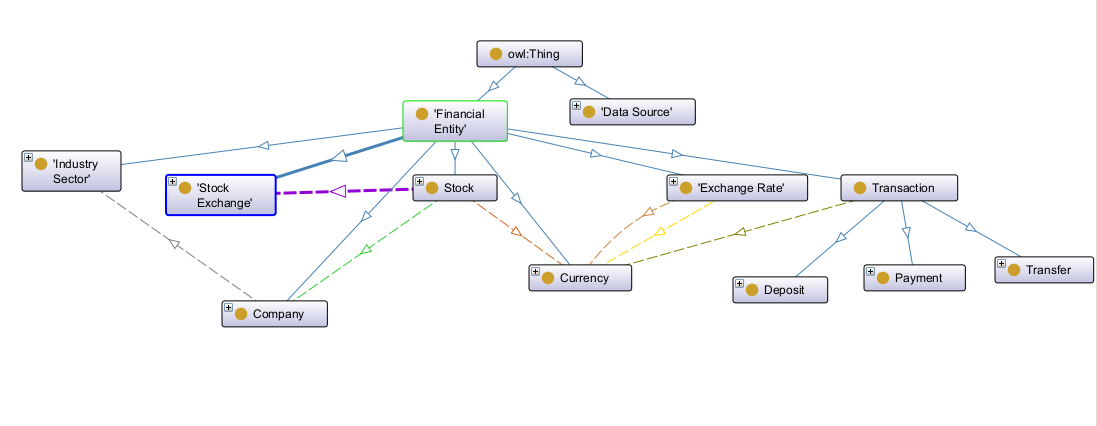 owl:Thing
'Financial
Entity'
'Data Source'
'Industry
Sector'
'Stock
Exchange'
Stock
'Exchange Rate'
Transaction
Currency
Deposit
Payment
Transfer
Company